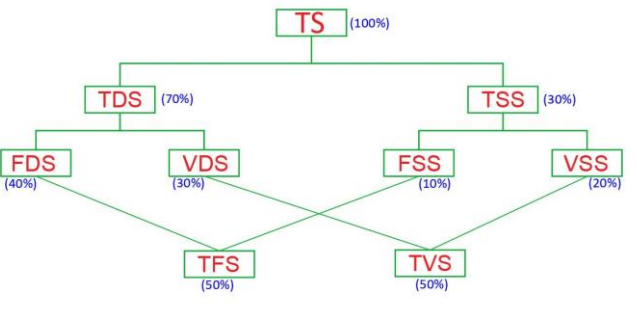 TS (100%)
TDS (70%) TSS (30%)
FDS VDS FSS VSS
(40%) (30%) (10%) (20%)
TFS TVS
(50%) (50%)